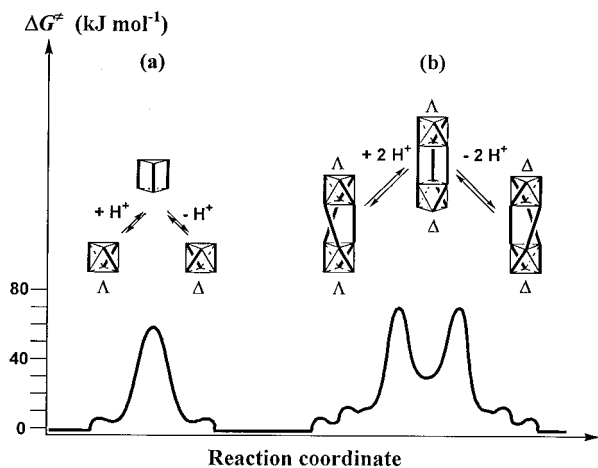 ΔG≠ (kJ mol⁻¹)
(a)
(b)
Λ
Λ
+ 2 H⁺
- 2 H⁺
Δ
+ H⁺
- H⁺
Λ
Δ
Λ
Δ
Δ
80
40
0
Reaction coordinate